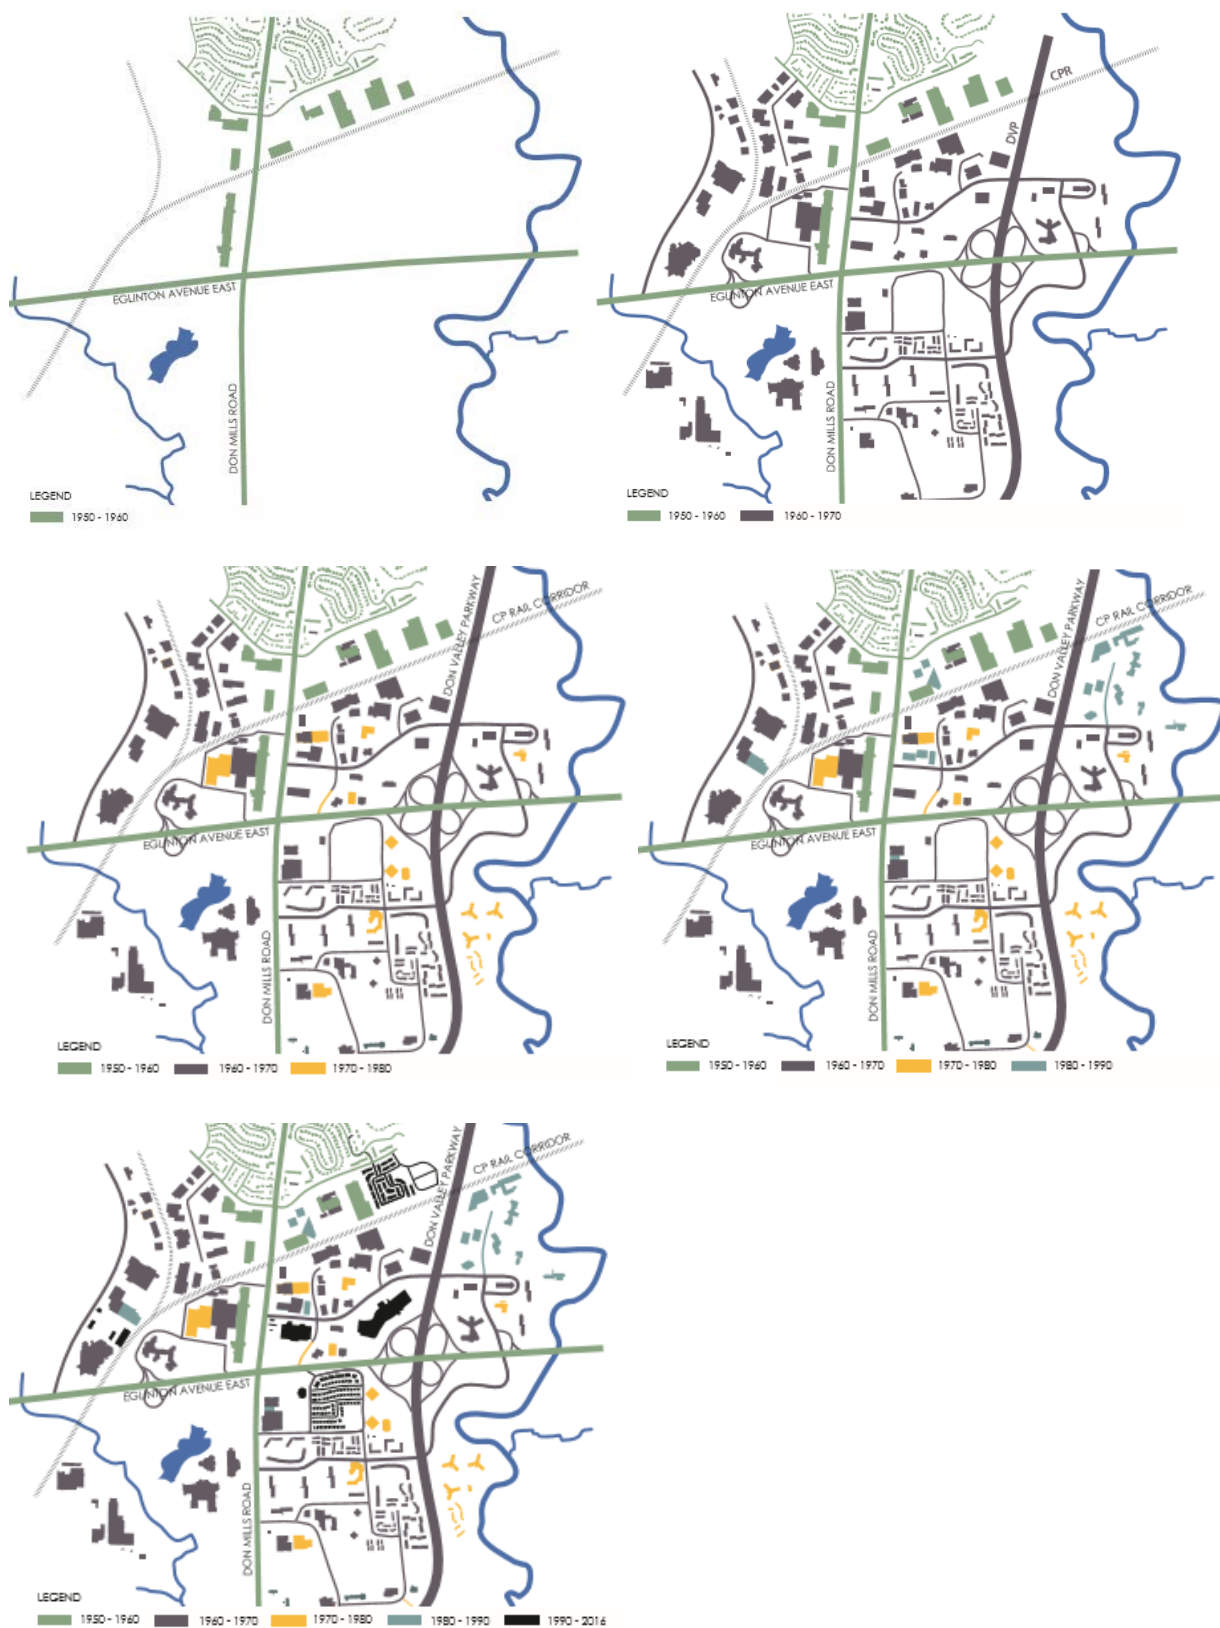 EGLINTON AVENUE EAST
DON MILLS ROAD
LEGEND
1950 - 1960
CPR
DVP
EGLINTON AVENUE EAST
DON MILLS ROAD
LEGEND
1950 - 1960 1960 - 1970
DON VALLEY PARKWAY
CP RAIL CORRIDOR
EGLINTON AVENUE EAST
DON MILLS ROAD
LEGEND
1950 - 1960 1960 - 1970 1970 - 1980
DON VALLEY PARKWAY
CP RAIL CORRIDOR
EGLINTON AVENUE EAST
DON MILLS ROAD
LEGEND
1950 - 1960 1960 - 1970 1970 - 1980 1980 - 1990
DON VALLEY PARKWAY
CP RAIL CORRIDOR
EGLINTON AVENUE EAST
DON MILLS ROAD
LEGEND
1950 - 1960 1960 - 1970 1970 - 1980 1980 - 1990 1990 - 2016